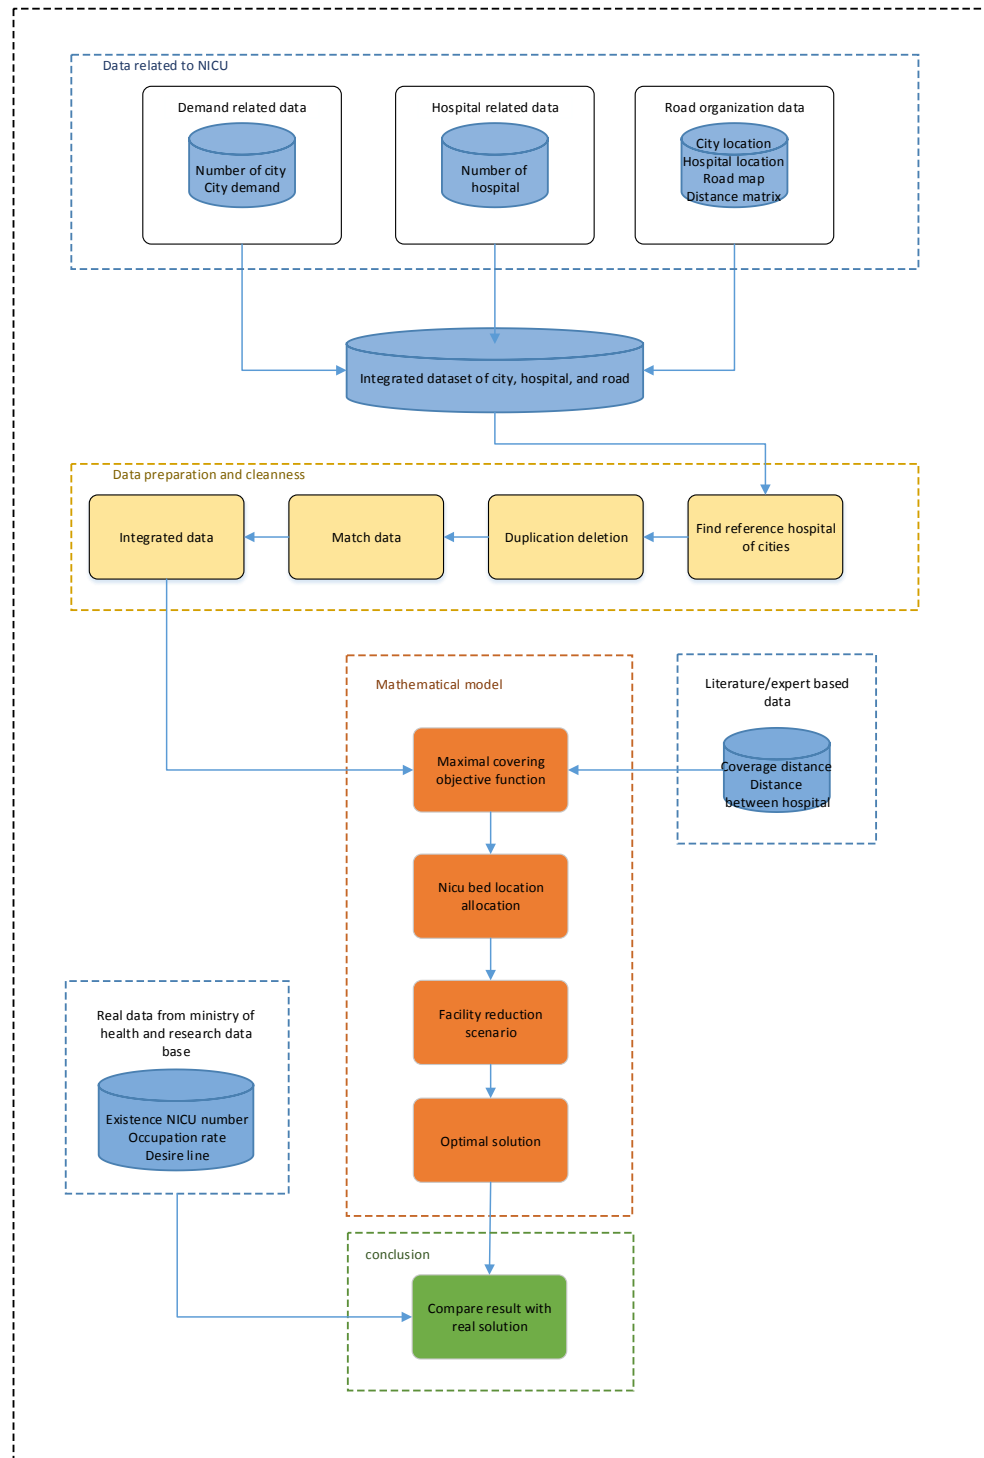 Data related to NICU
Demand related data
Number of city
City demand
Hospital related data
Number of
hospital
Road organization data
City location
Hospital location
Road map
Distance matrix
Integrated dataset of city, hospital, and road
Data preparation and cleanness
Integrated data
Match data
Duplication deletion
Find reference hospital
of cities
Mathematical model
Maximal covering
objective function
Literature/expert based
data
Coverage distance
Distance
between hospital
Nicu bed location
allocation
Facility reduction
scenario
Optimal solution
Real data from ministry of
health and research data
base
Existence NICU number
Occupation rate
Desire line
conclusion
Compare result with
real solution